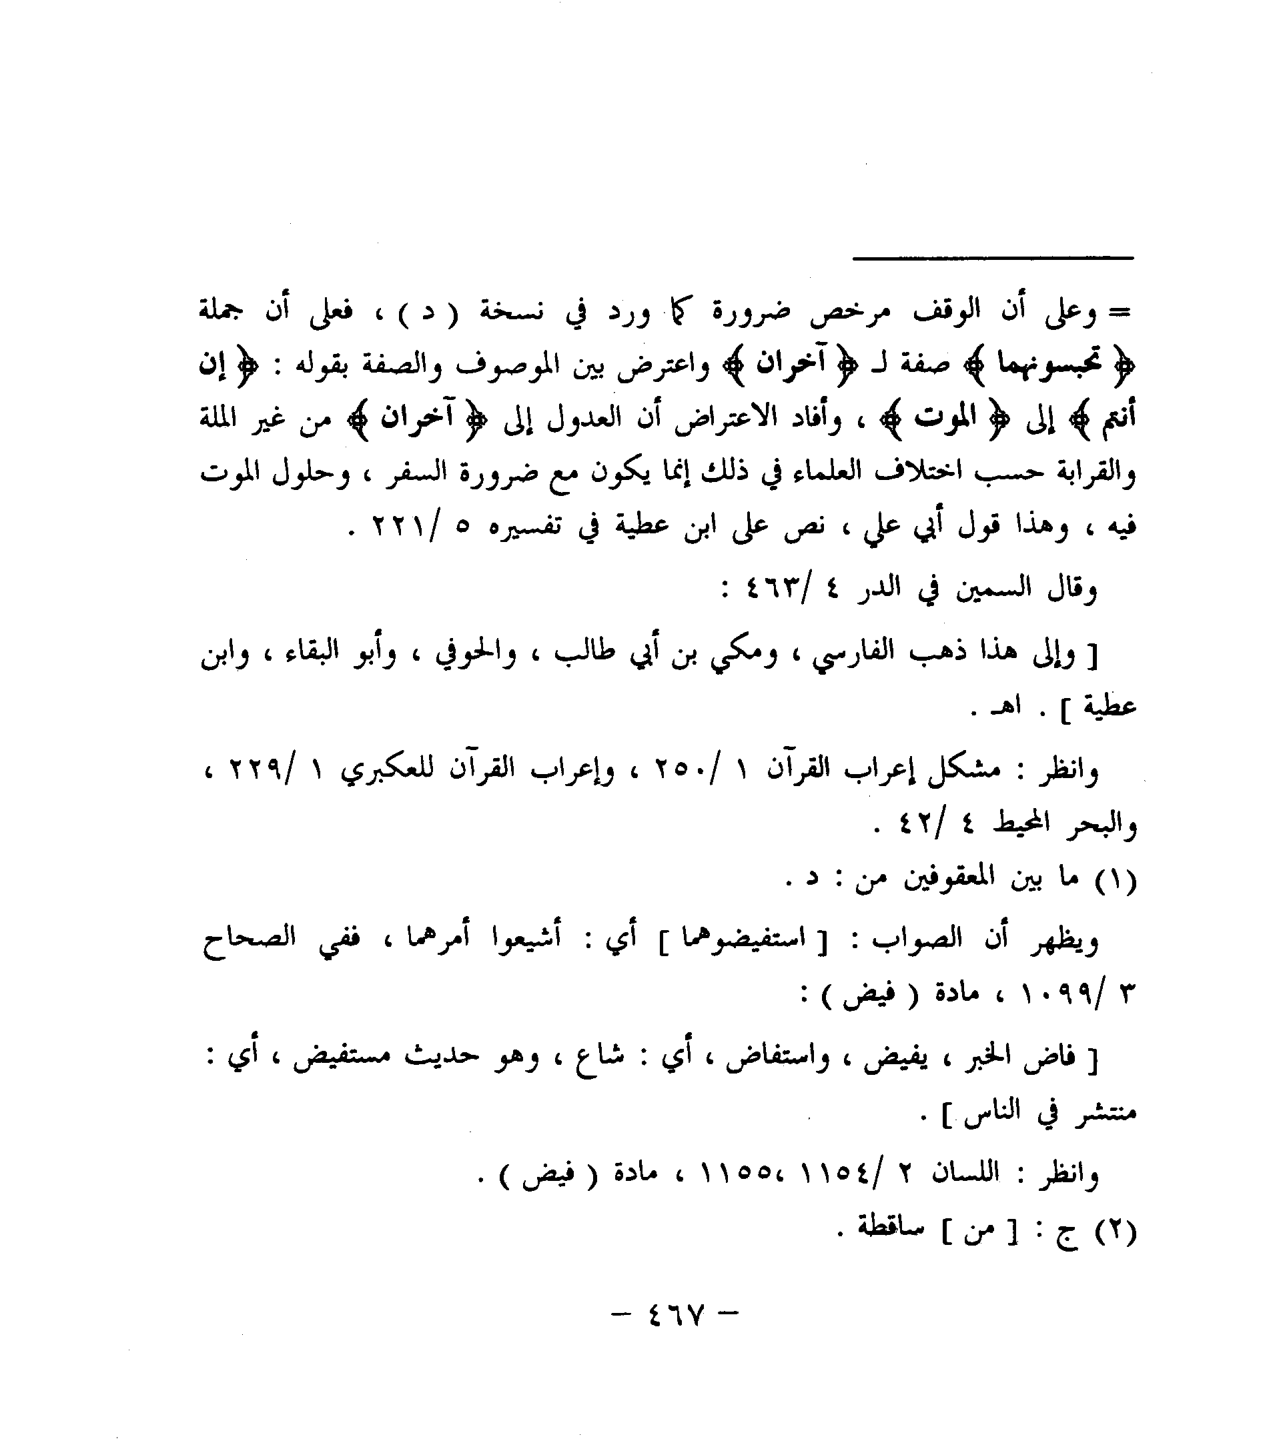 = وعلى أن الوقف مرخص ضرورة كما ورد في نسخة ( د ) ، فعلى أن جملة
﴿ تحبسونهما ﴾ صفة لـ ﴿ آخران ﴾ واعترض بين الموصوف والصفة بقوله : ﴿ إن
أنتم ﴾ إلى ﴿ الموت ﴾ ، وأفاد الاعتراض أن العدول إلى ﴿ آخران ﴾ من غير الملة
والقرابة حسب اختلاف العلماء في ذلك إنما يكون مع ضرورة السفر ، وحلول الموت
فيه ، وهذا قول أبي علي ، نص على ابن عطية في تفسيره ٥ /٢٢١ .
وقال السمين في الدر ٤ /٤٦٣ :
[ وإلى هذا ذهب الفارسي ، ومكي بن أبي طالب ، والحوفي ، وأبو البقاء ، وابن
عطية ] . اهـ .
وانظر : مشكل إعراب القرآن ١ /٢٥٠ ، وإعراب القرآن للعكبري ١ /٢٢٩ ،
والبحر المحيط ٤ /٤٢ .
(١) ما بين المعقوفين من : د .
ويظهر أن الصواب : [ استفيضوهما ] أي : أشيعوا أمرهما ، ففي الصحاح
٣ /١٠٩٩ ، مادة ( فيض ) :
[ فاض الخبر ، يفيض ، واستفاض ، أي : شاع ، وهو حديث مستفيض ، أي :
منتشر في الناس ] .
وانظر : اللسان ٢ /١١٥٤ ،١١٥٥ ، مادة ( فيض ) .
(٢) ج : [ من ] ساقطة .
– ٤٦٧ –